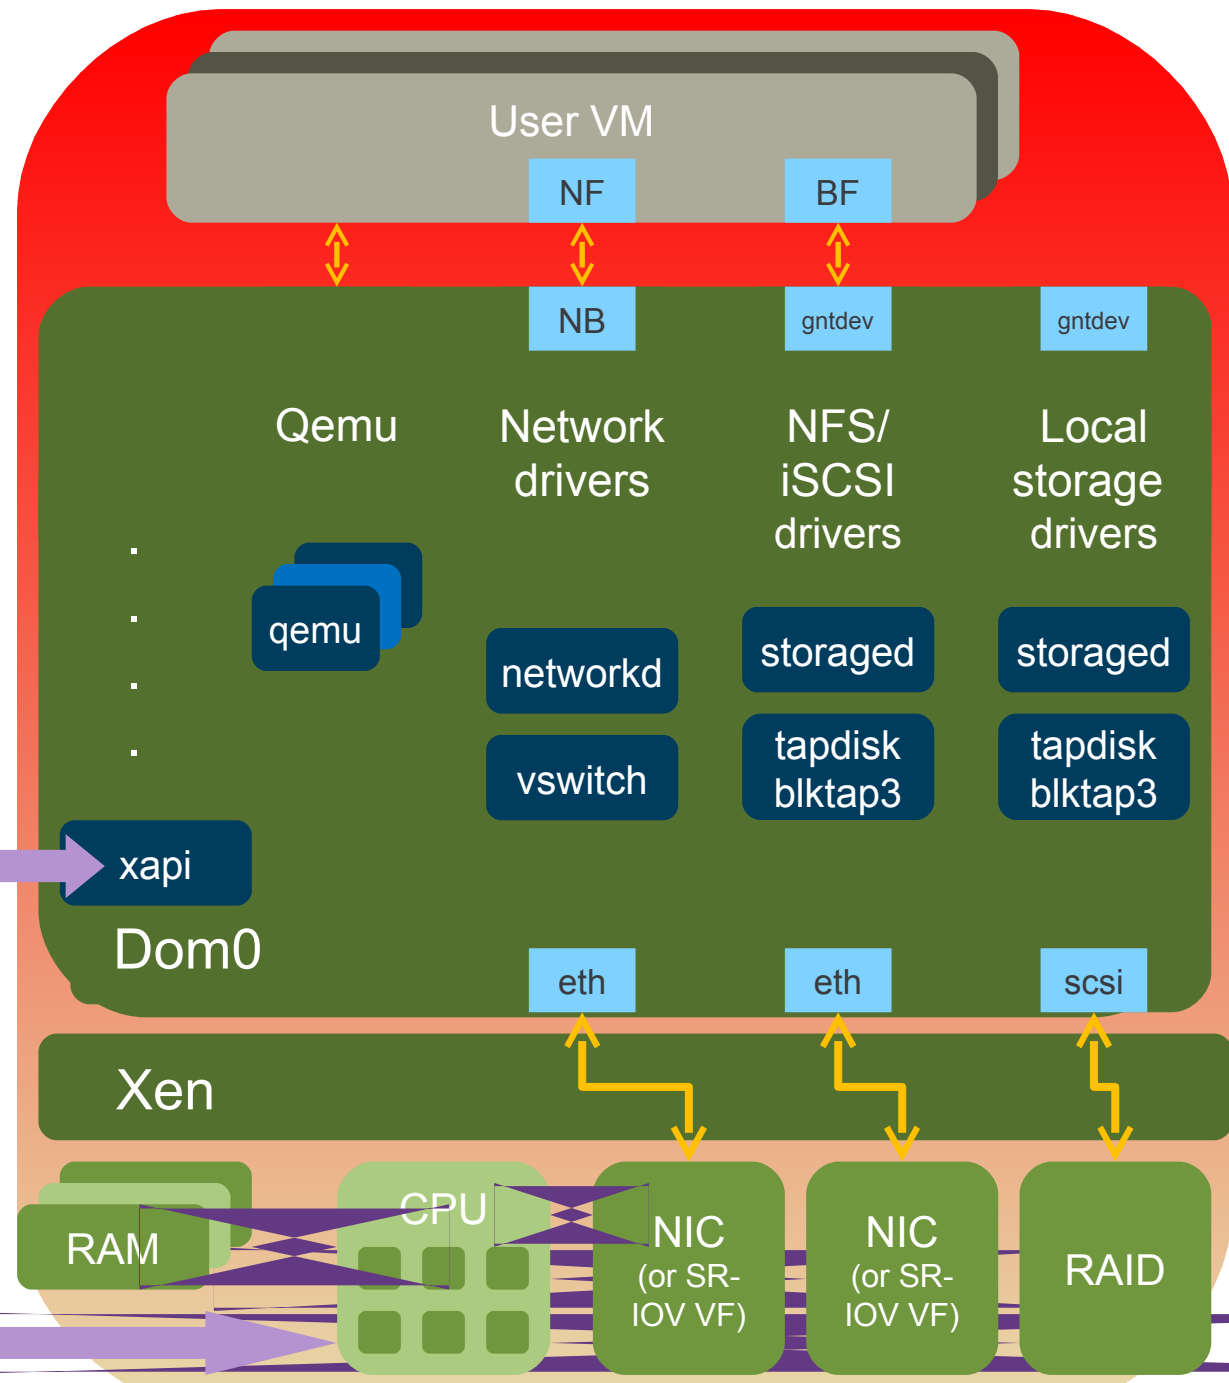 User VM
NF
BF
NB
gntdev
gntdev
Qemu
Network
drivers
NFS/
iSCSI
drivers
Local
storage
drivers
qemu
networkd
vswitch
storaged
tapdisk
blktap3
storaged
tapdisk
blktap3
xapi
Dom0
eth
eth
scsi
Xen
RAM
CPU
NIC
(or SR-
IOV VF)
NIC
(or SR-
IOV VF)
RAID